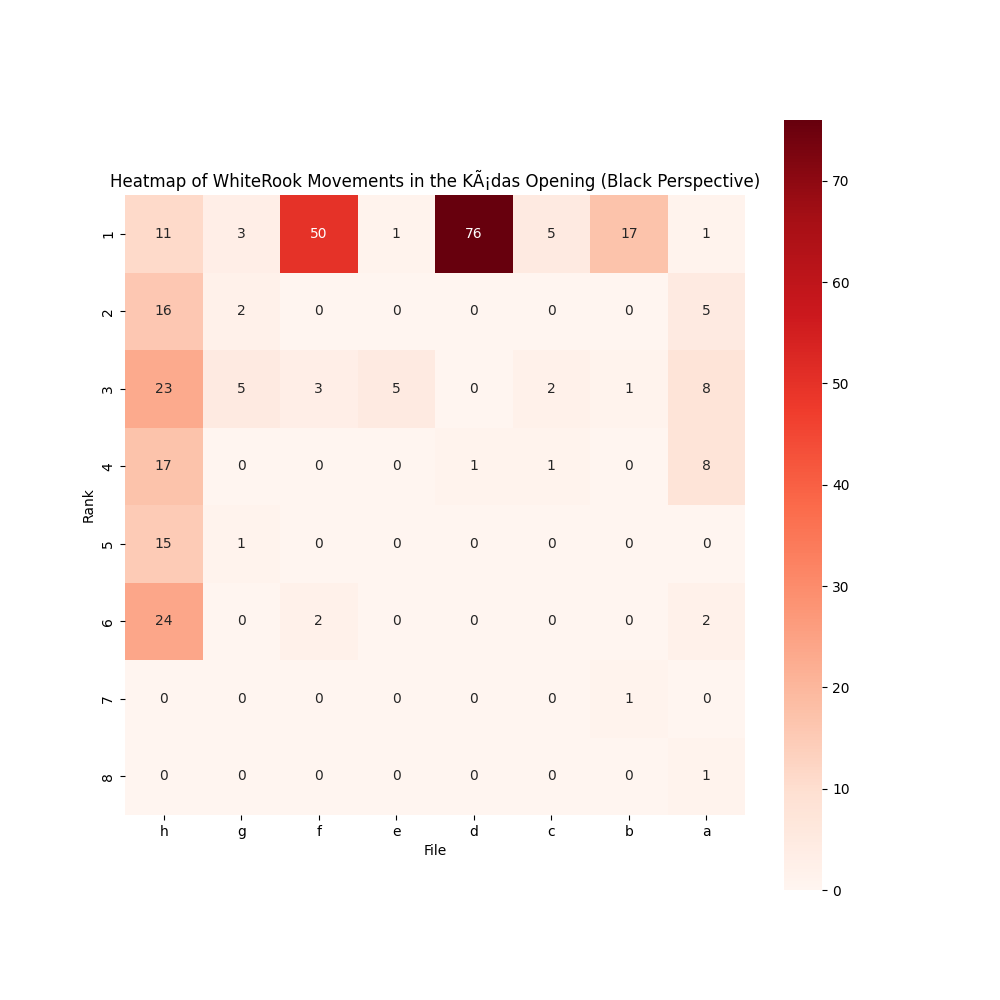 Heatmap of WhiteRook Movements in the KÃ¡das Opening (Black Perspective)
1 11 3 50 1 76 5 17 1
2 16 2 0 0 0 0 0 5
3 23 5 3 5 0 2 1 8
4 17 0 0 0 1 1 0 8
Rank
5 15 1 0 0 0 0 0 0
6 24 0 2 0 0 0 0 2
7 0 0 0 0 0 0 1 0
8 0 0 0 0 0 0 0 1
h g f e d c b a
File
70
60
50
40
30
20
10
0